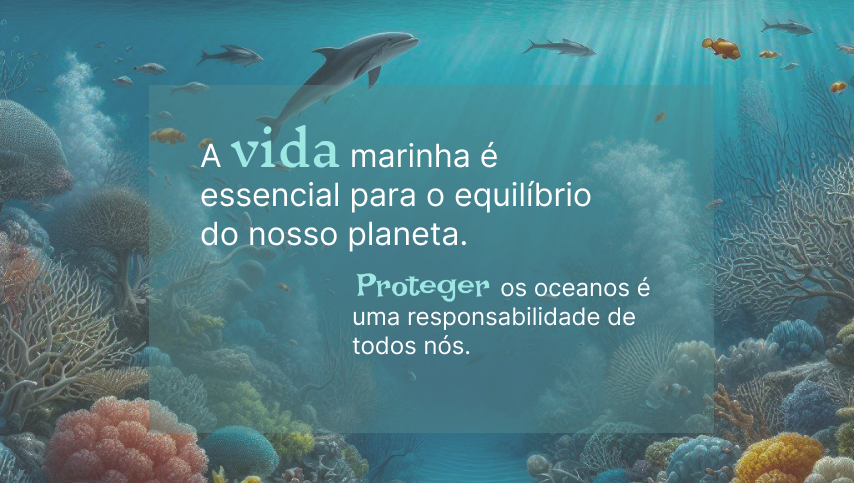 A vida marinha é
essencial para o equilíbrio
do nosso planeta.
Proteger os oceanos é
uma responsabilidade de
todos nós.